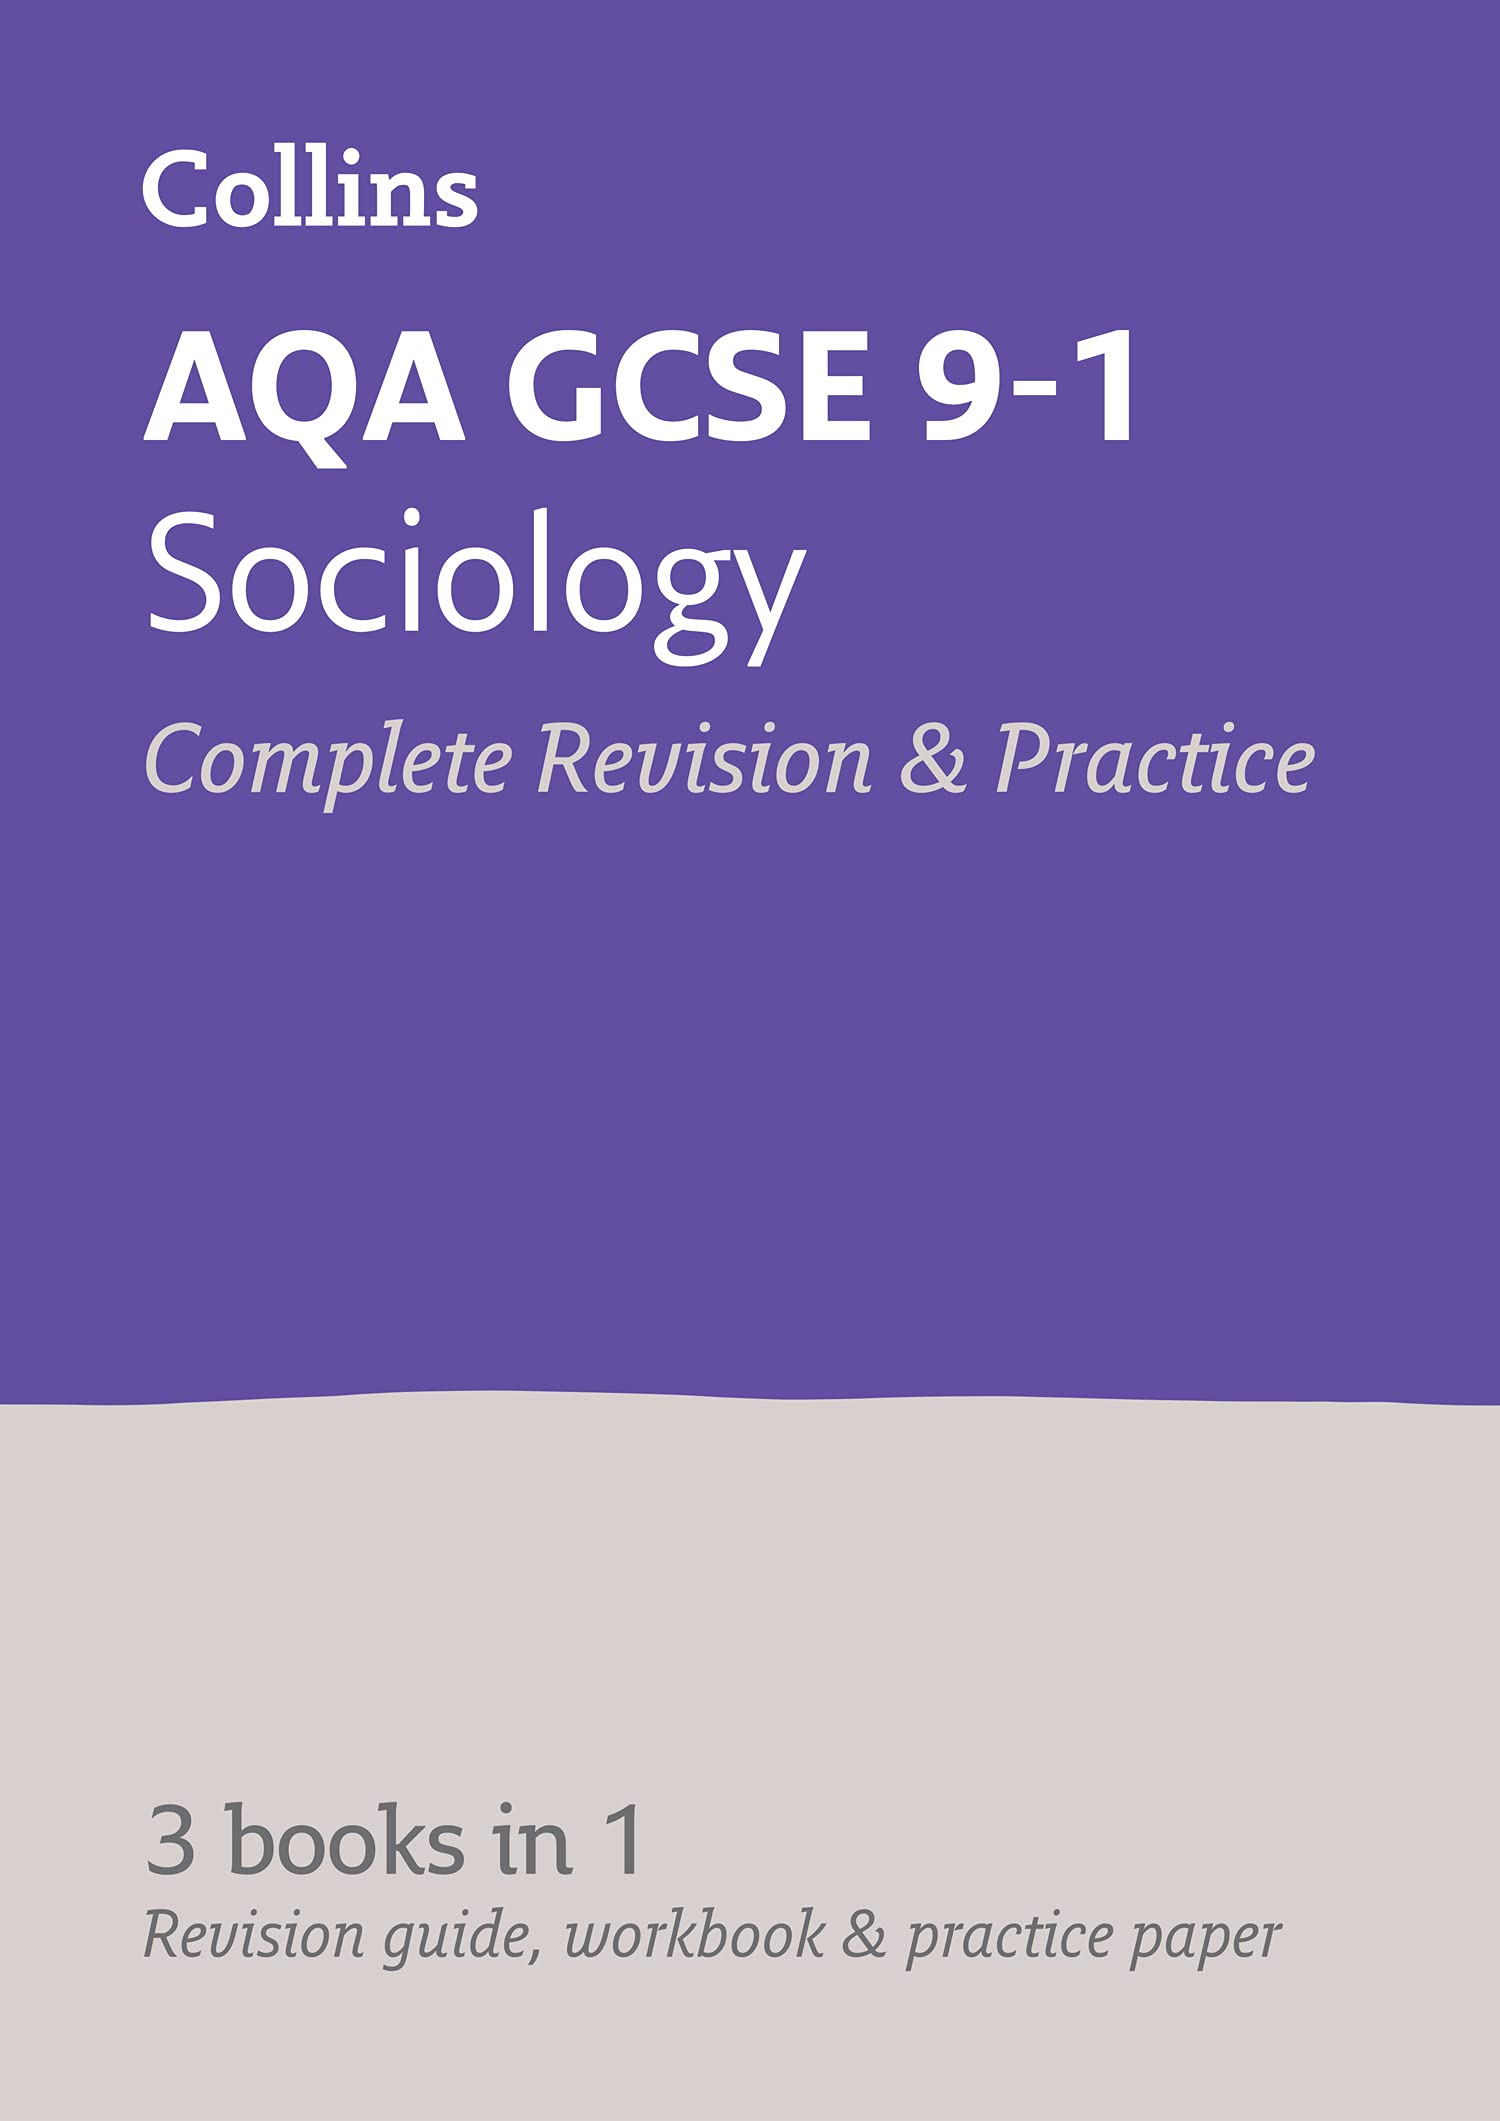 Collins
AQA GCSE 9-1
Sociology
Complete Revision & Practice
3 books in 1
Revision guide, workbook & practice paper